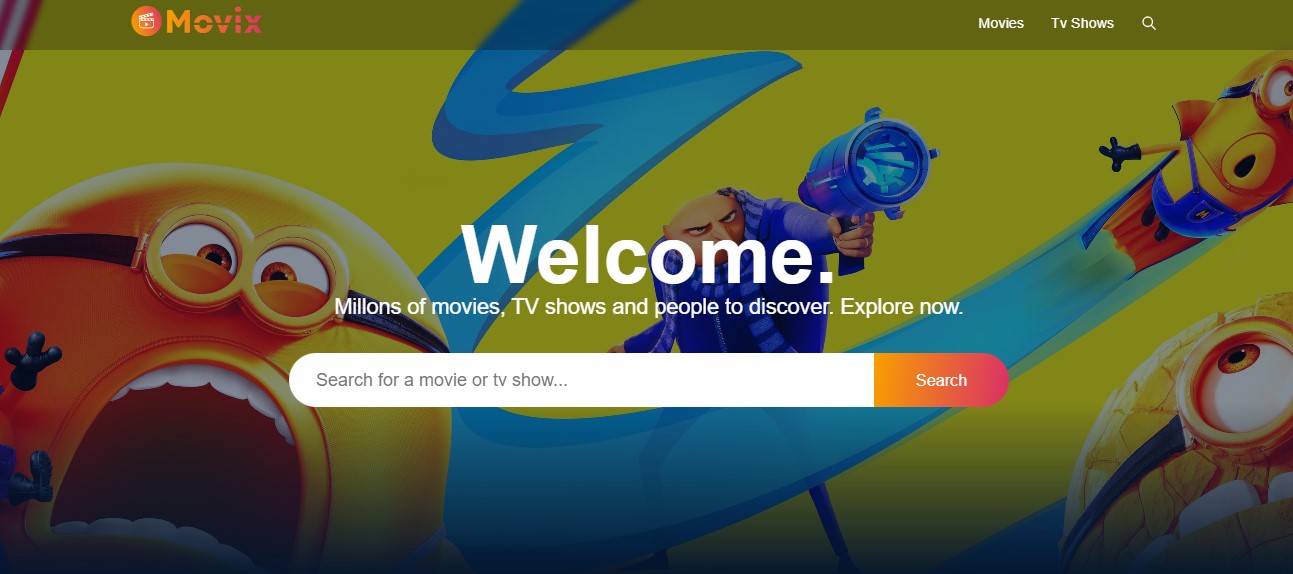 Movix
Movies
Tv Shows
Welcome.
Millons of movies, TV shows and people to discover. Explore now.
Search for a movie or tv show...
Search